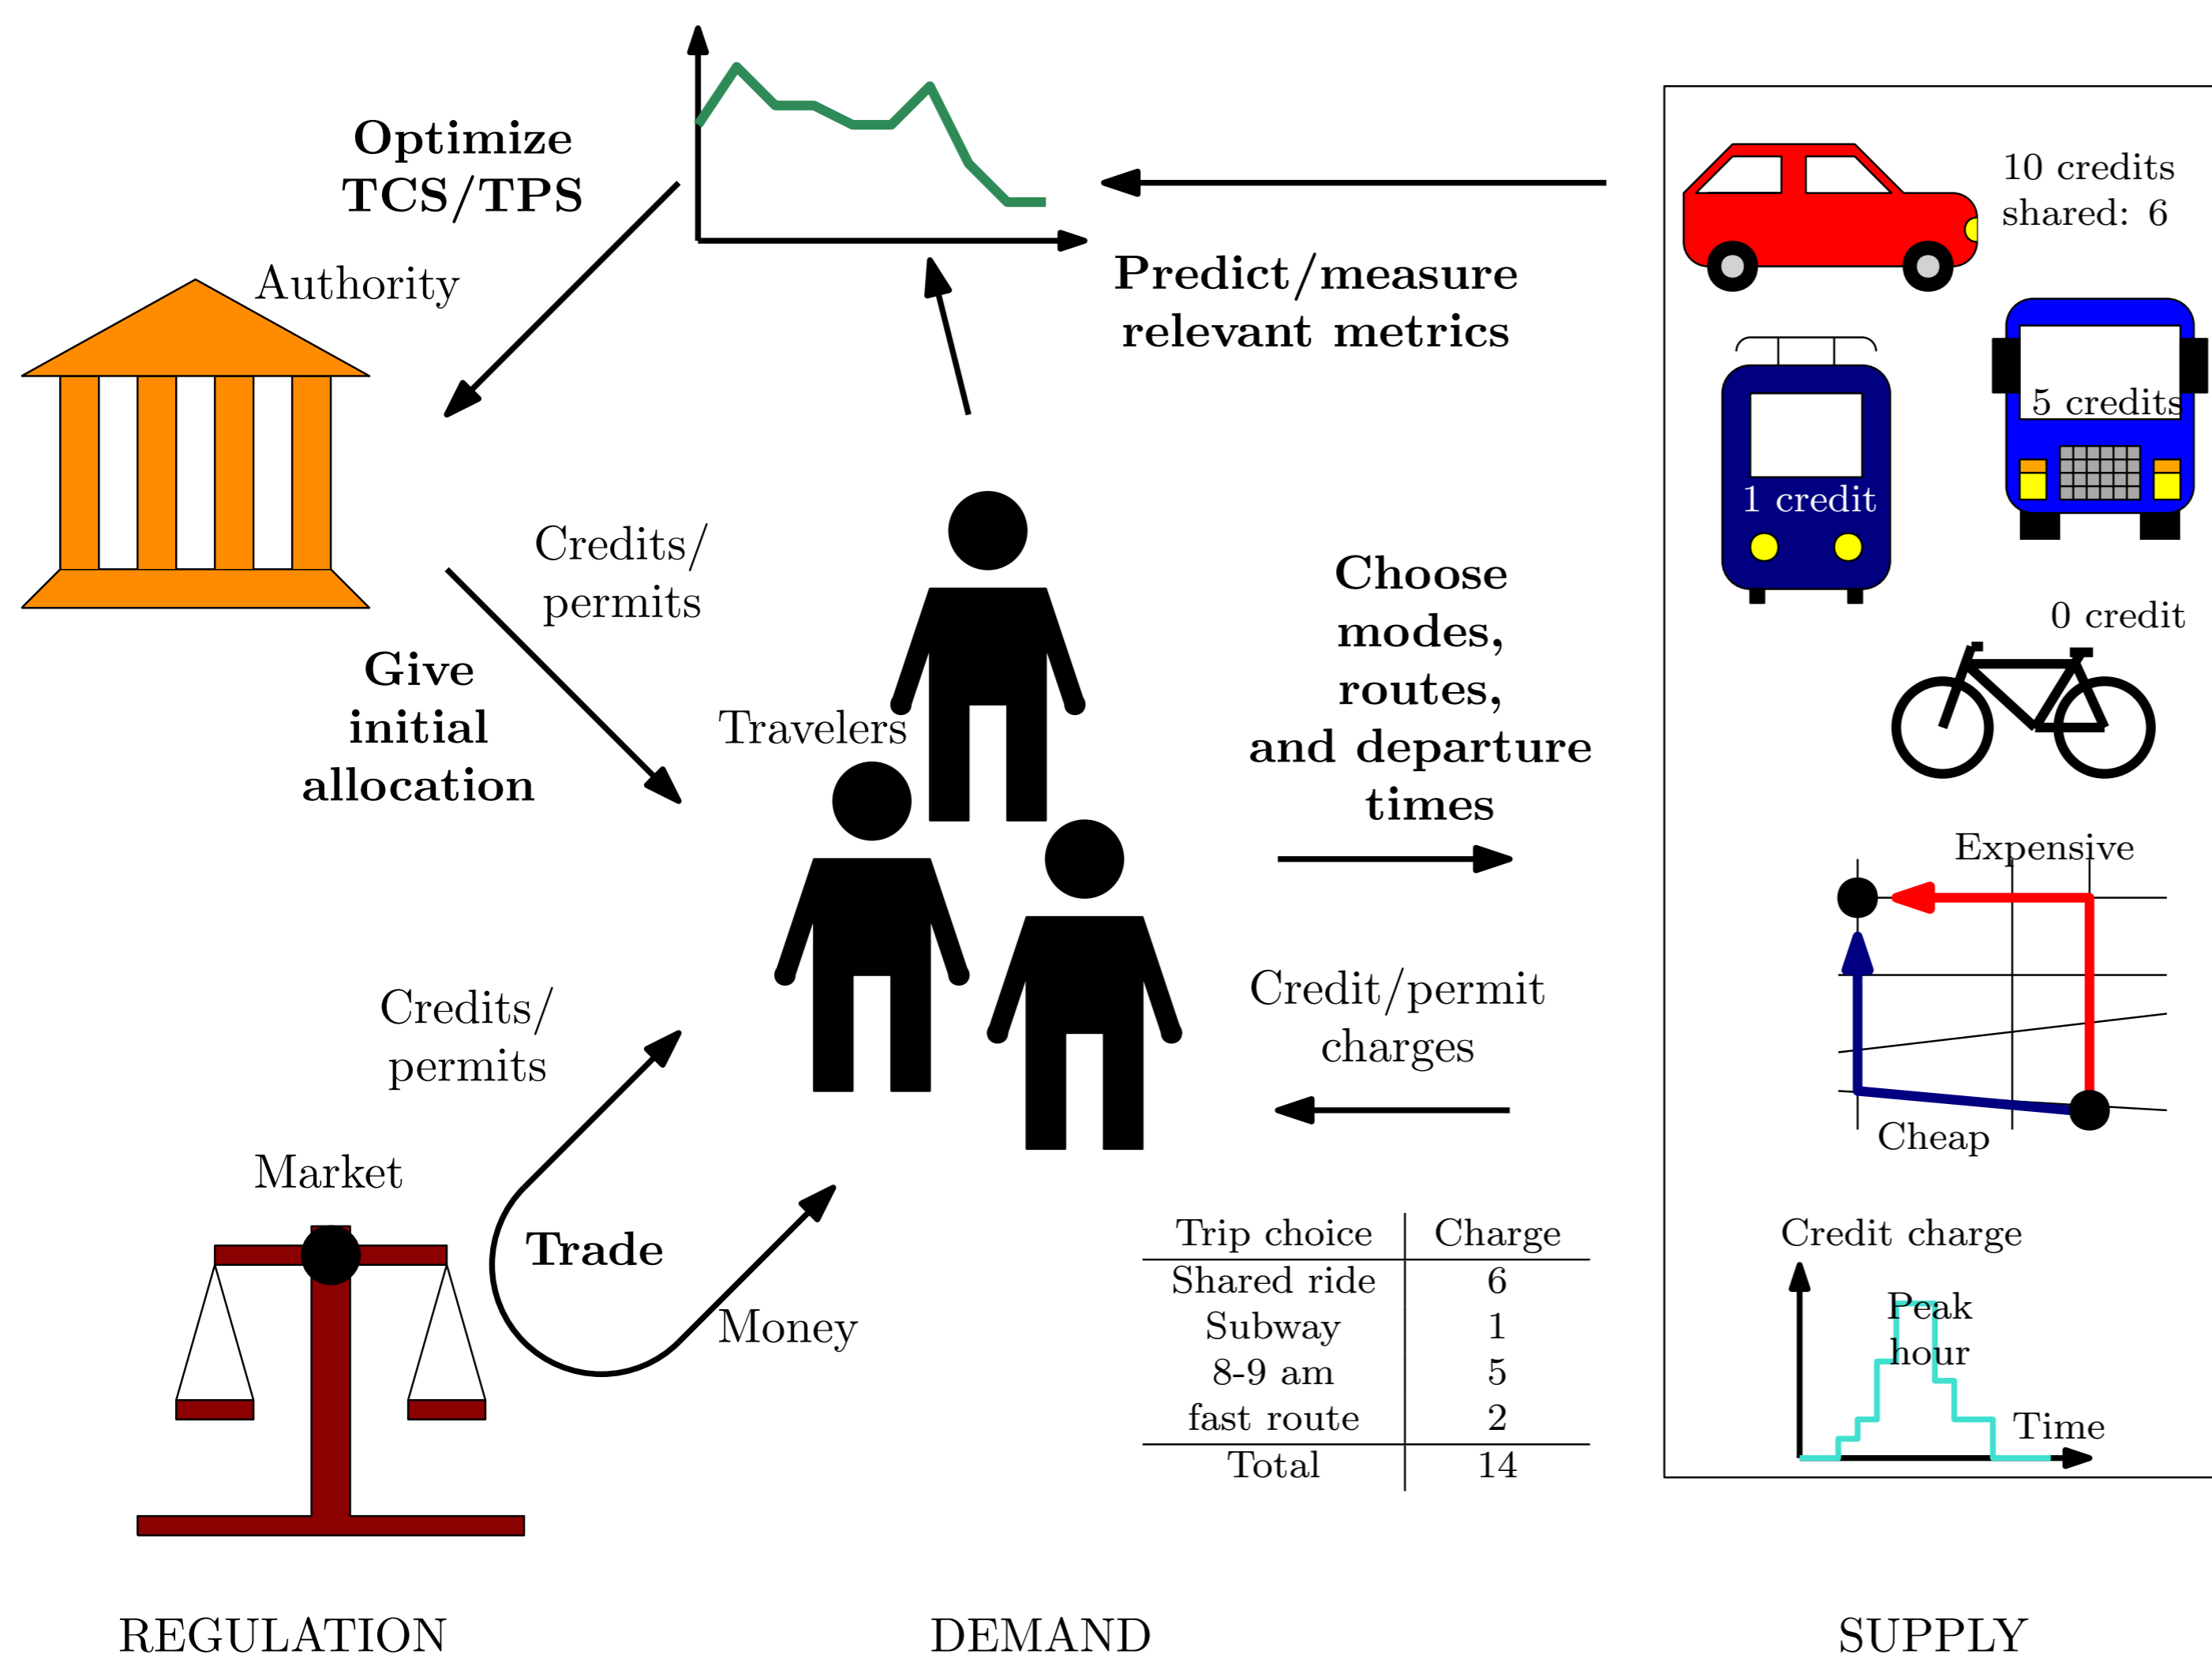 Optimize
TCS/TPS
Authority
Predict/measure
relevant metrics
10 credits
shared: 6
5 credits
1 credit
0 credit
Credits/
permits
Give
initial
allocation
Travelers
Choose
modes,
routes,
and departure
times
Expensive
Cheap
Credit/permit
charges
Credits/
permits
Market
Trade
Money
Trip choice Charge
Shared ride 6
Subway 1
8-9 am 5
fast route 2
Total 14
Credit charge
Peak
hour
Time
REGULATION
DEMAND
SUPPLY